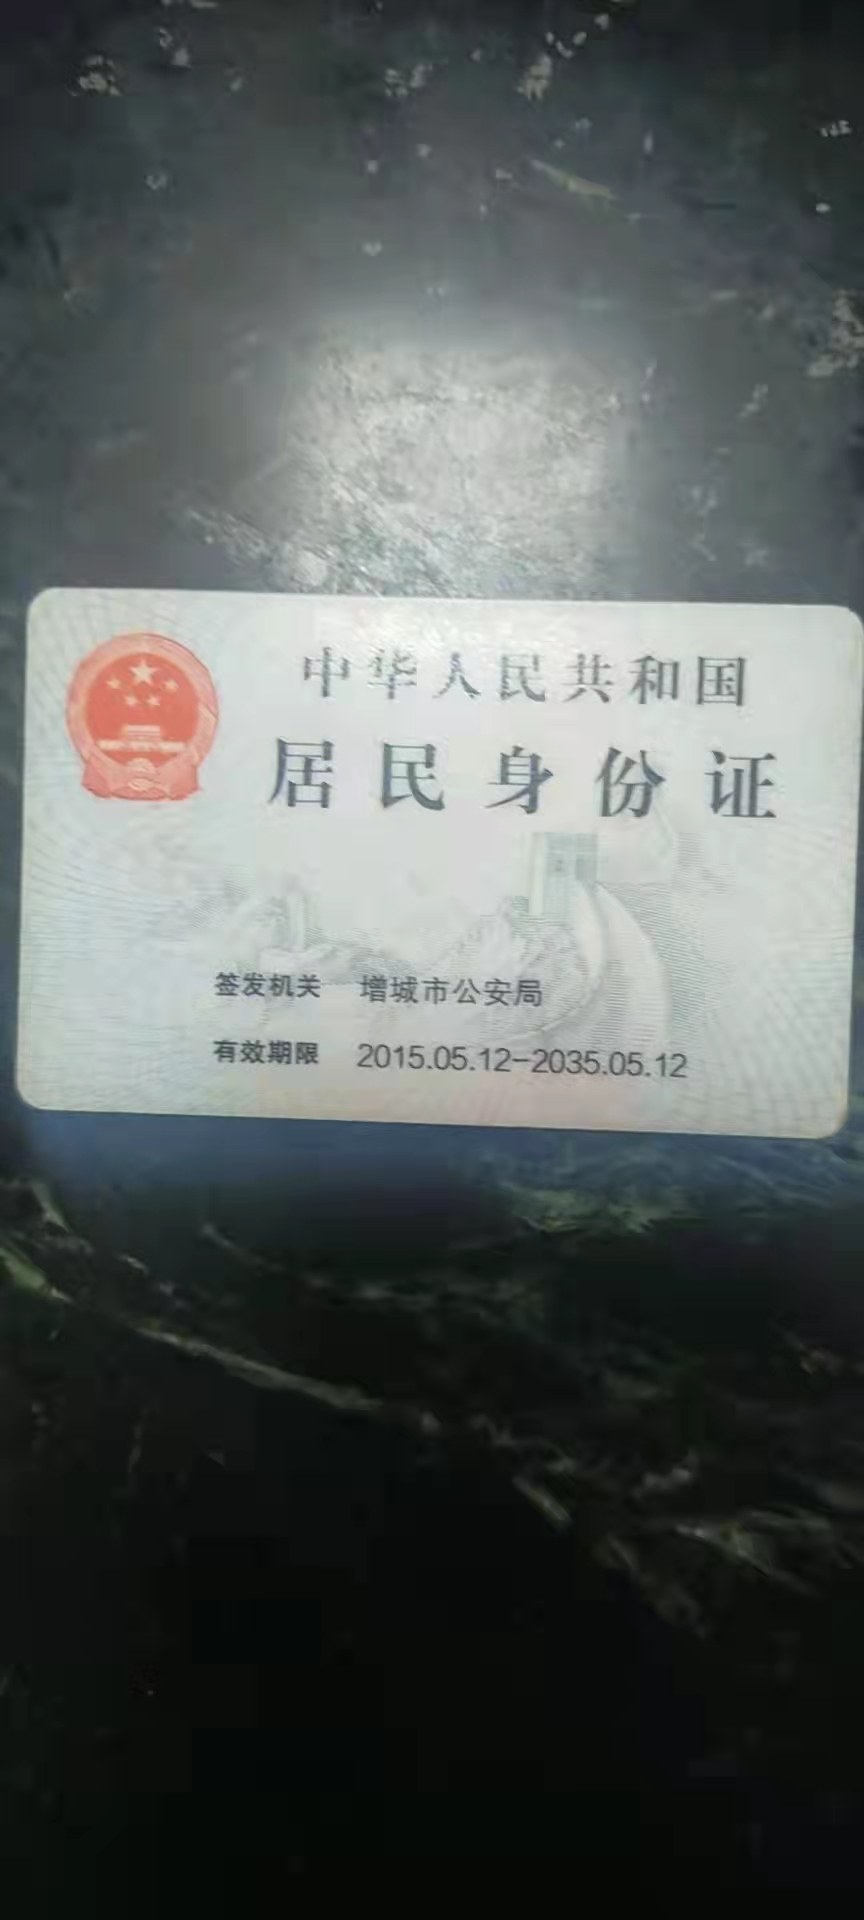 中华人民共和国
居民身份证
签发机关 增城市公安局
有效期限 2015.05.12-2035.05.12